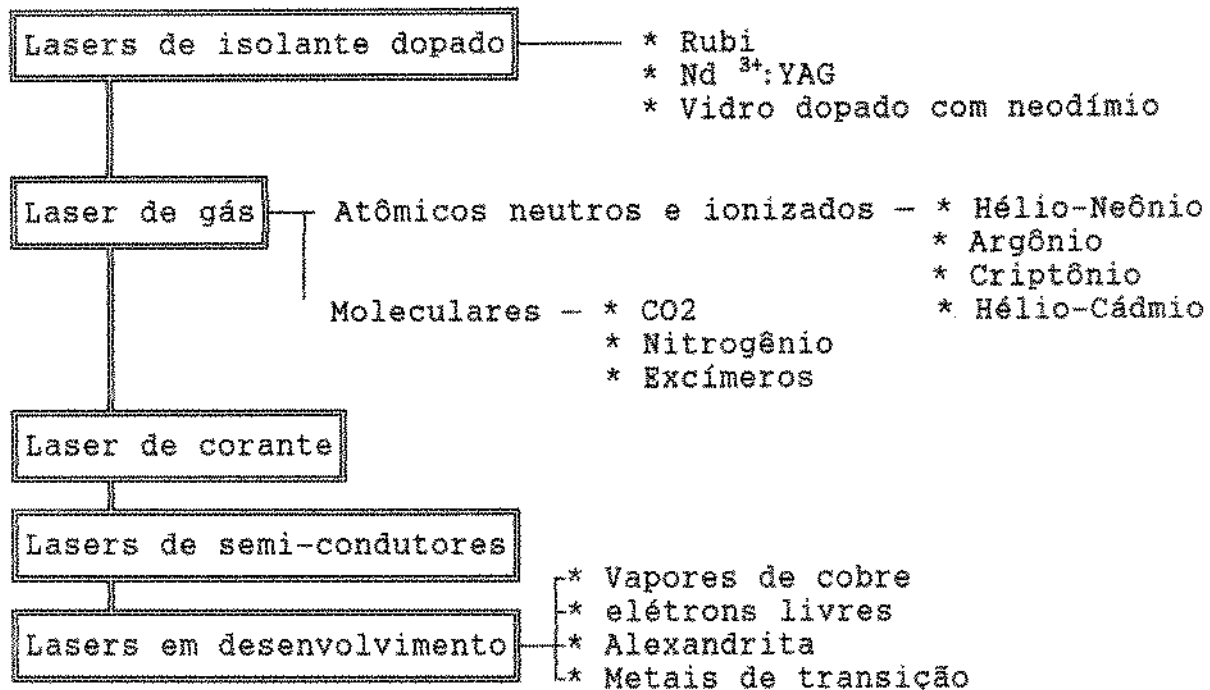 Lasers de isolante dopado * Rubi
* Nd ³⁺:YAG
* Vidro dopado com neodímio
Laser de gás Atômicos neutros e ionizados — * Hélio-Neônio
* Argônio
* Criptônio
* Hélio-Cádmio
Moleculares — * CO2
* Nitrogênio
* Excímeros
Laser de corante
Lasers de semi-condutores
Lasers em desenvolvimento
* Vapores de cobre
* elétrons livres
* Alexandrita
* Metais de transição